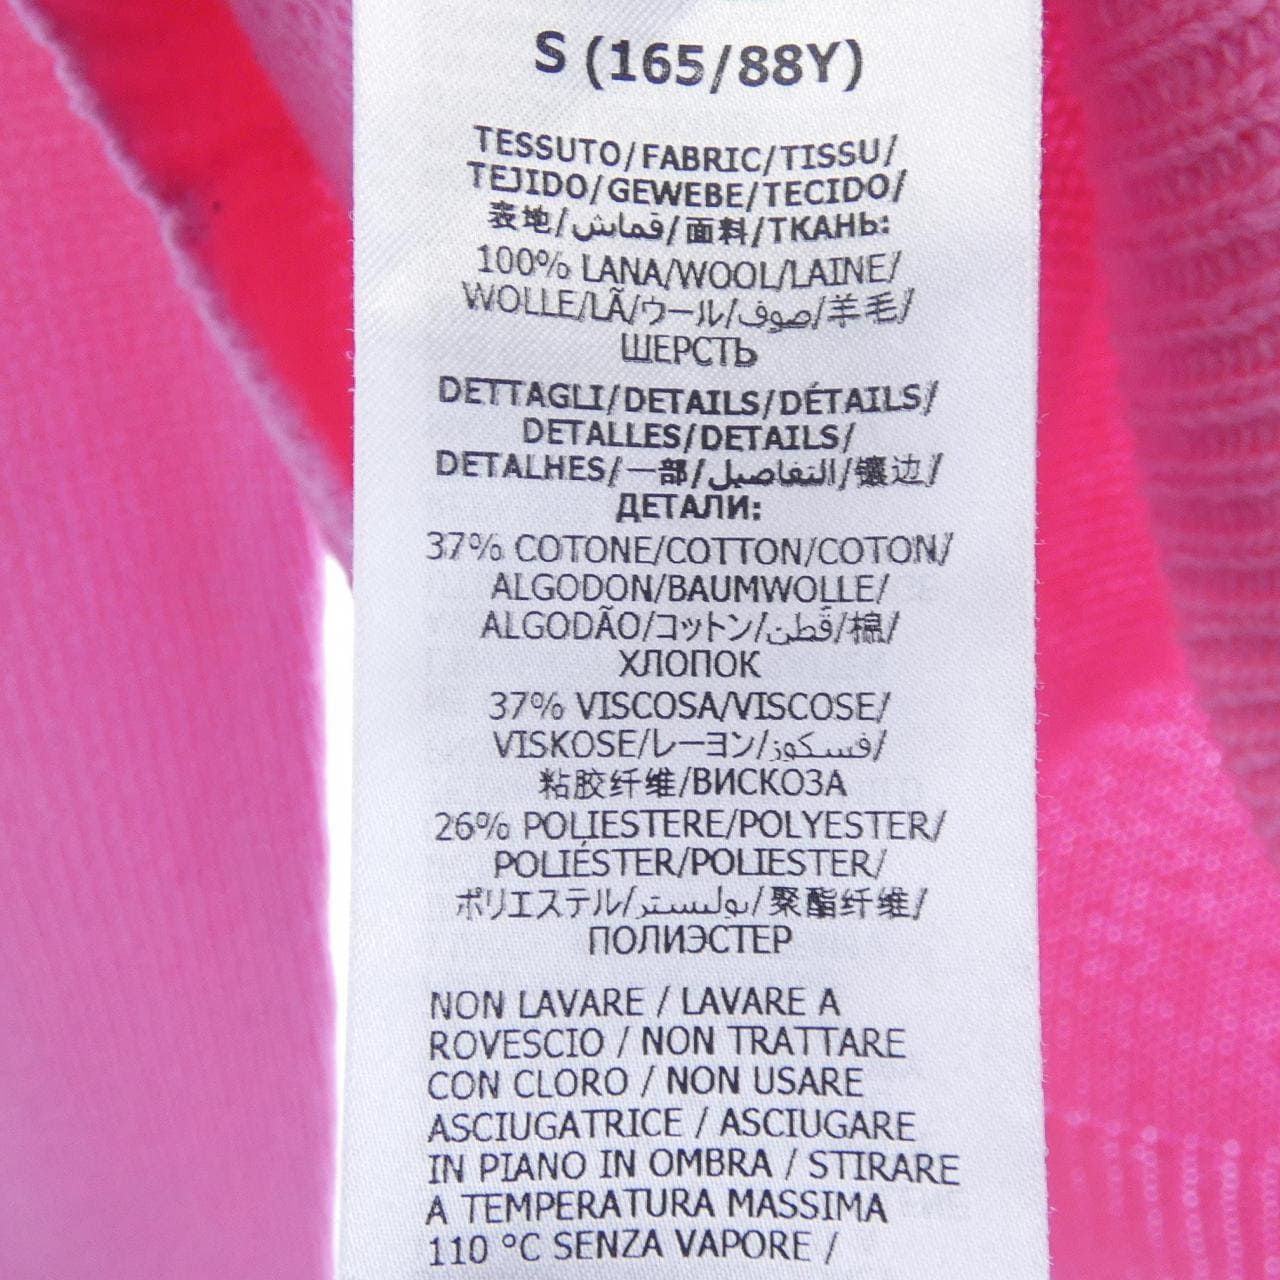 S (165/88Y)
TESSUTO/FABRIC/TISSU/
TEJIDO/GEWEBE/TECIDO/
表地/قماش/面料/ТКАНЬ:
100% LANA/WOOL/LAINE/
WOLLE/LÃ/ウール/صوف/羊毛/
ШЕРСТЬ
DETTAGLI/DETAILS/DÉTAILS/
DETALLES/DETAILS/
DETALHES/一部/التفاصيل/镶边/
ДЕТАЛИ:
37% COTONE/COTTON/COTON/
ALGODON/BAUMWOLLE/
ALGODÃO/コットン/قطن/棉/
ХЛОПОК
37% VISCOSA/VISCOSE/
VISKOSE/レーヨン/فسكوز/
粘胶纤维/ВИСКОЗА
26% POLIESTERE/POLYESTER/
POLIÉSTER/POLIESTER/
ポリエステル/بوليستر/聚酯纤维/
ПОЛИЭСТЕР
NON LAVARE / LAVARE A
ROVESCIO / NON TRATTARE
CON CLORO / NON USARE
ASCIUGATRICE / ASCIUGARE
IN PIANO IN OMBRA / STIRARE
A TEMPERATURA MASSIMA
110 °C SENZA VAPORE /